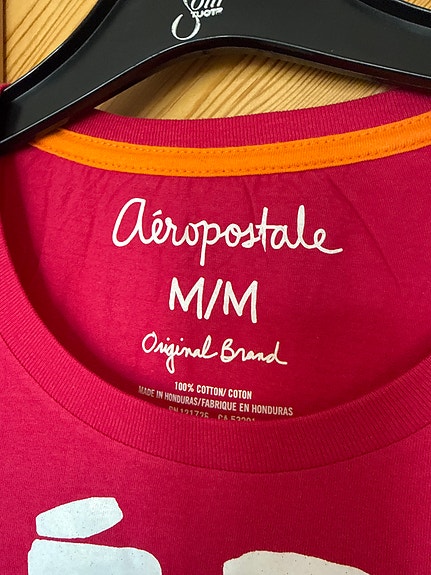 aéropostale
M/M
Original Brand
100% COTTON/ COTON
MADE IN HONDURAS/FABRIQUE EN HONDURAS